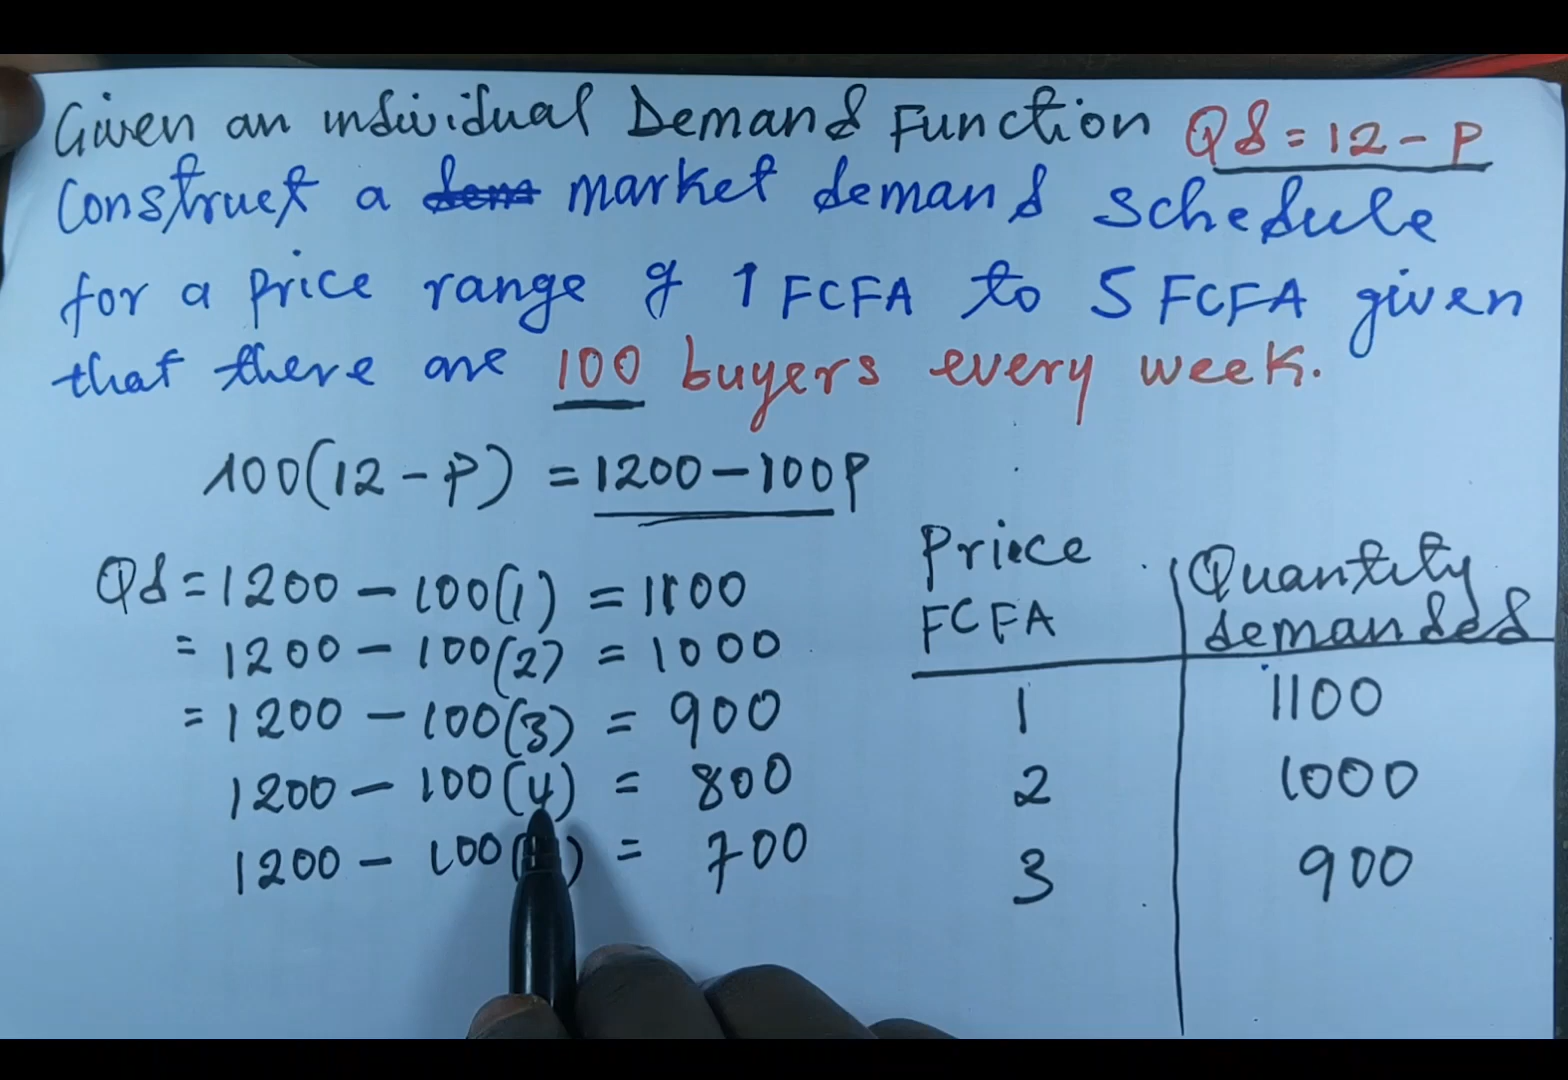 Given an individual Demand Function Qd = 12 - P
Construct a market demand schedule
for a price range of 1 FCFA to 5 FCFA given
that there are 100 buyers every week.
100(12 - P) = 1200 - 100P
Qd = 1200 - 100(1) = 1100
= 1200 - 100(2) = 1000
= 1200 - 100(3) = 900
1200 - 100(4) = 800
1200 - 100( ) = 700
Price
FCFA
Quantity
demanded
1 1100
2 1000
3 900